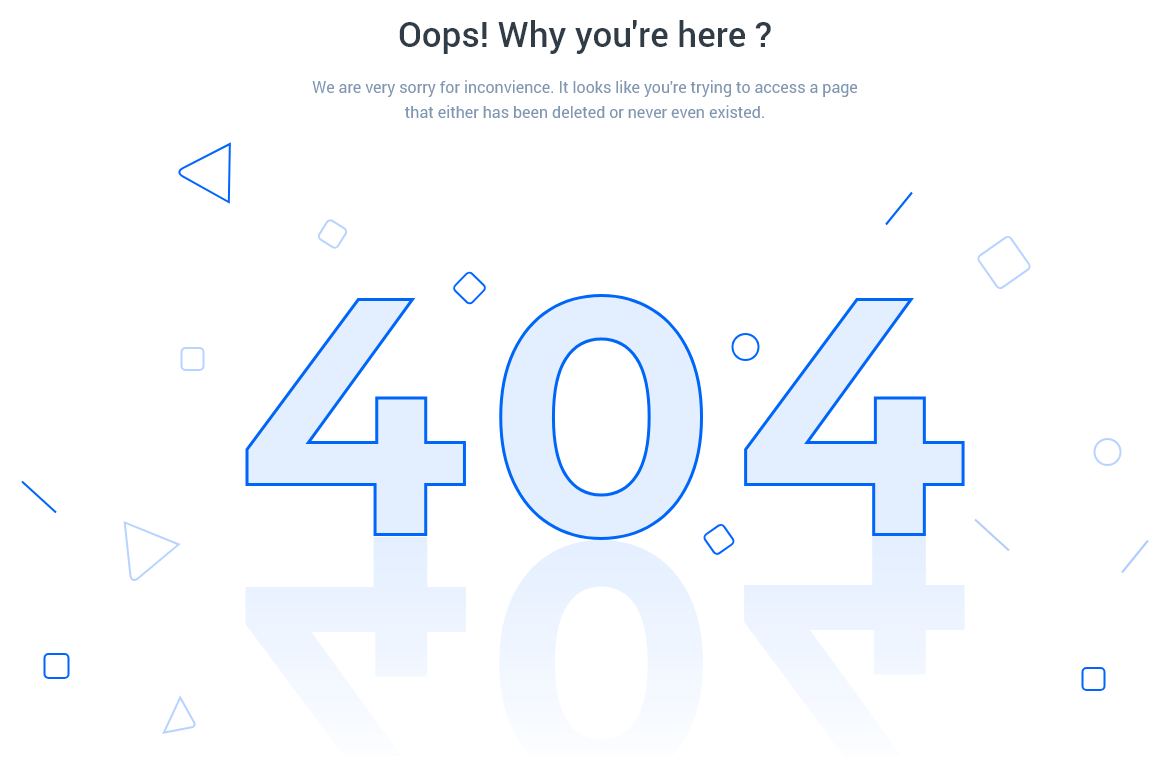 Oops! Why you're here ?
We are very sorry for inconvience. It looks like you're trying to access a page
that either has been deleted or never even existed.
404